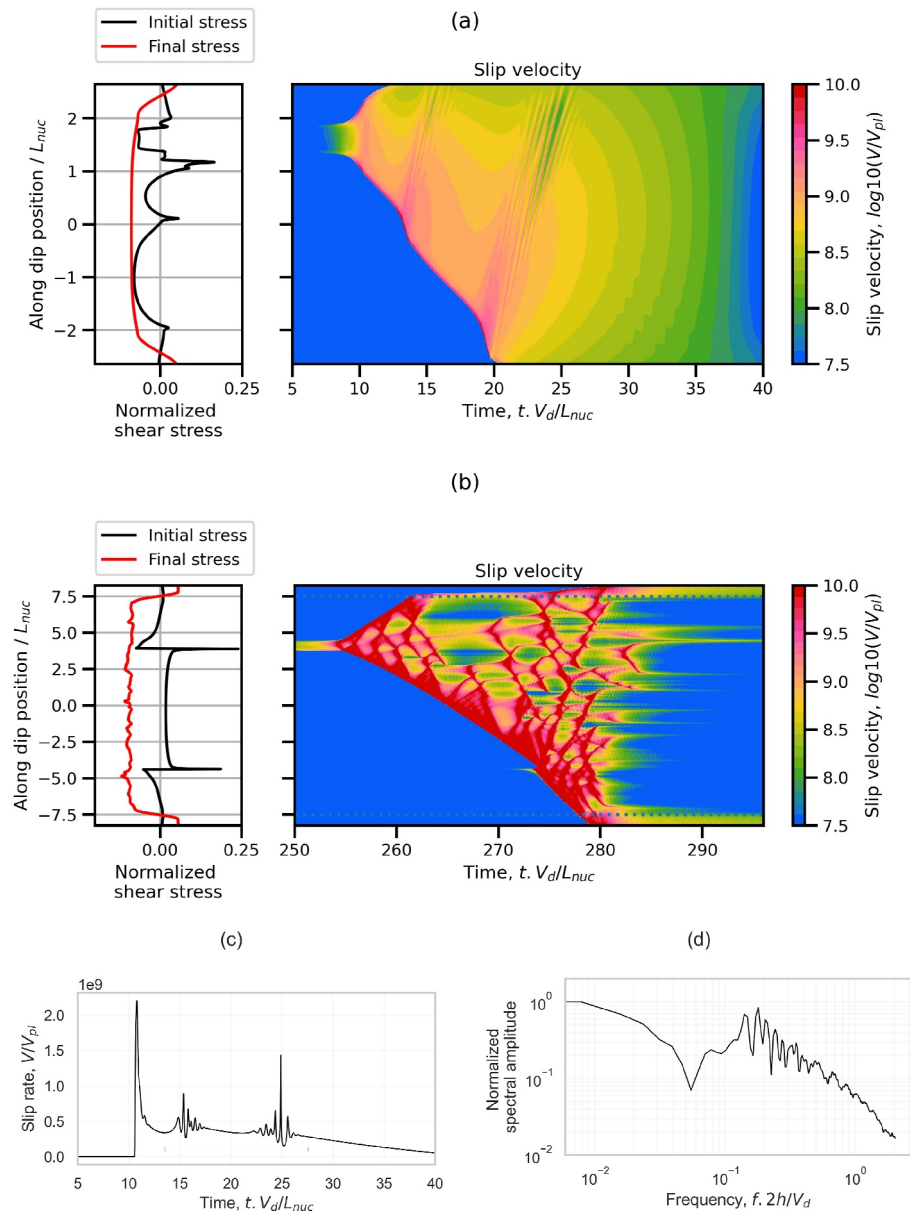 (a)
Initial stress
Final stress
Slip velocity
Along dip position / L_nuc
2
1
0
−1
−2
0.00 0.25
Normalized
shear stress
5 10 15 20 25 30 35 40
Time, t. V_d/L_nuc
10.0
9.5
9.0
8.5
8.0
7.5
Slip velocity, log10(V/V_pl)
(b)
Initial stress
Final stress
Slip velocity
Along dip position / L_nuc
7.5
5.0
2.5
0.0
−2.5
−5.0
−7.5
0.00 0.25
Normalized
shear stress
250 260 270 280 290
Time, t. V_d/L_nuc
10.0
9.5
9.0
8.5
8.0
7.5
Slip velocity, log10(V/V_pl)
(c)
1e9
Slip rate, V/V_pl
2.0
1.5
1.0
0.5
0.0
5 10 15 20 25 30 35 40
Time, t. V_d/L_nuc
(d)
Normalized
spectral amplitude
10^0
10^-1
10^-2
10^-2 10^-1 10^0
Frequency, f. 2h/V_d